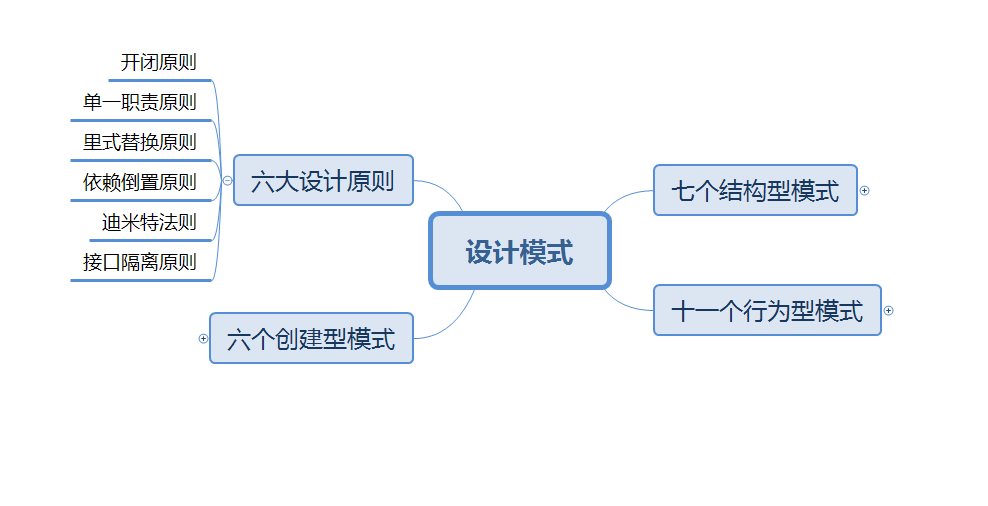 设计模式
六大设计原则
开闭原则
单一职责原则
里式替换原则
依赖倒置原则
迪米特法则
接口隔离原则
六个创建型模式
七个结构型模式
十一个行为型模式